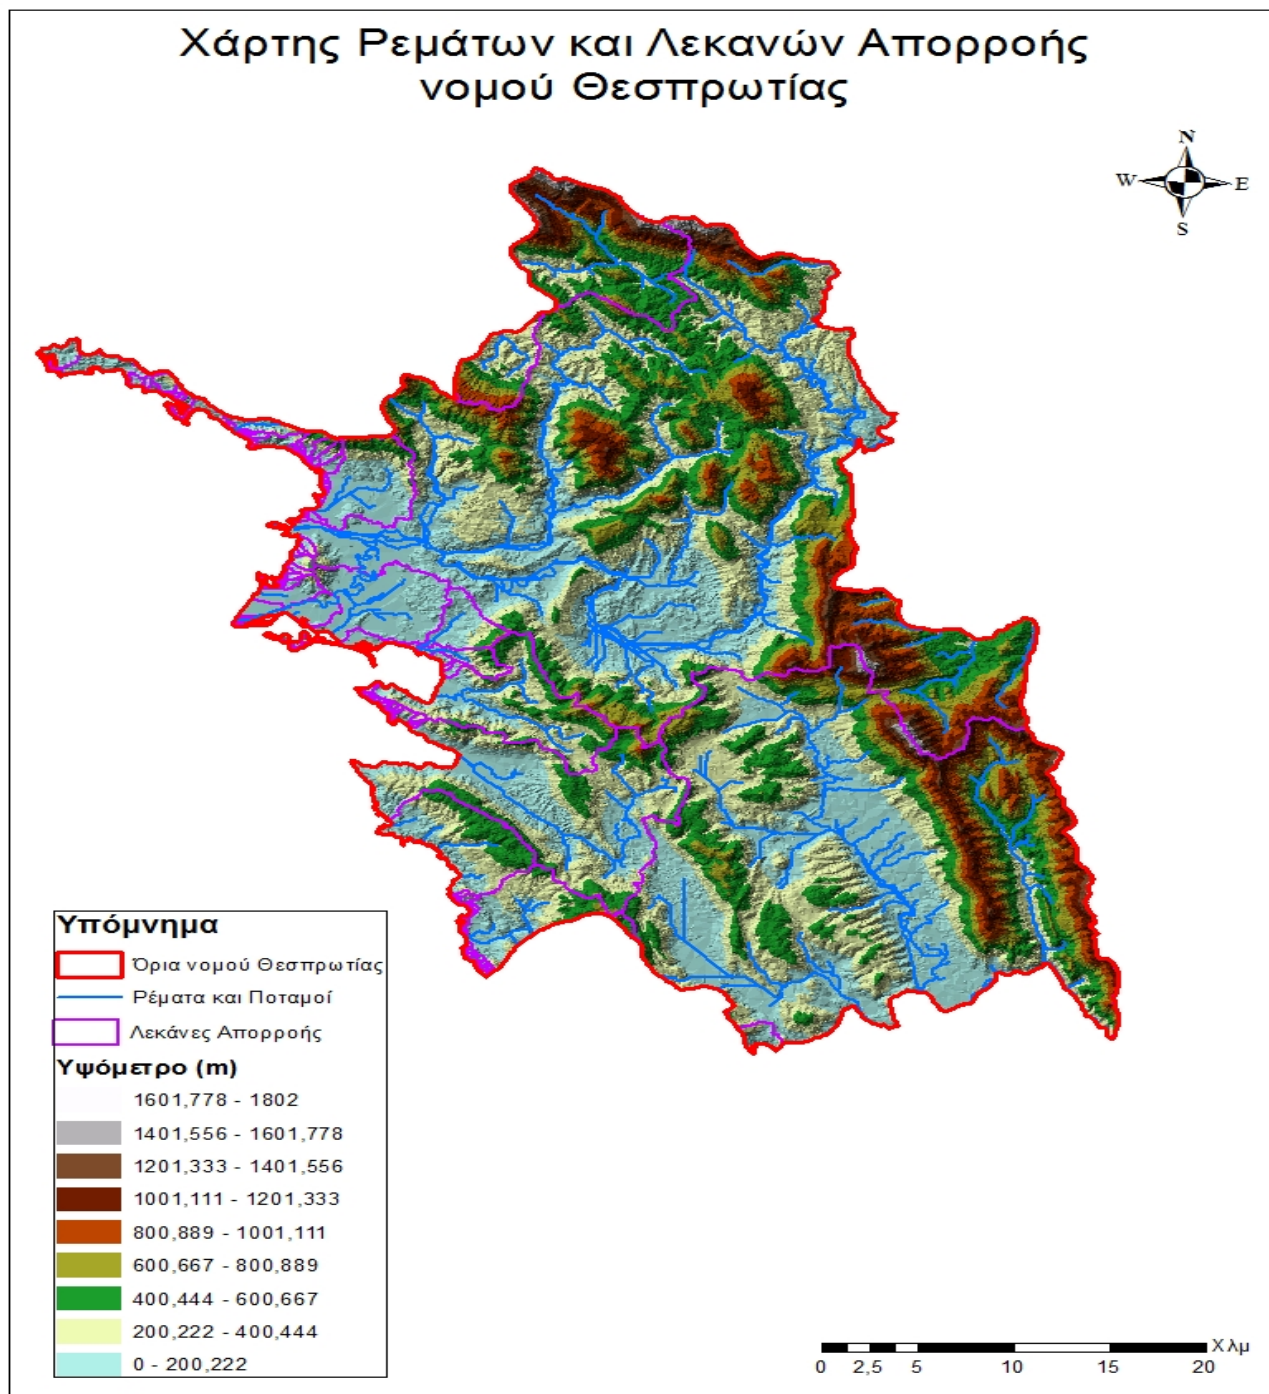 Χάρτης Ρεμάτων και Λεκανών Απορροής
νομού Θεσπρωτίας
N
W E
S
Υπόμνημα
Όρια νομού Θεσπρωτίας
Ρέματα και Ποταμοί
Λεκάνες Απορροής
Υψόμετρο (m)
1601,778 - 1802
1401,556 - 1601,778
1201,333 - 1401,556
1001,111 - 1201,333
800,889 - 1001,111
600,667 - 800,889
400,444 - 600,667
200,222 - 400,444
0 - 200,222
Χ λμ
0 2,5 5 10 15 20